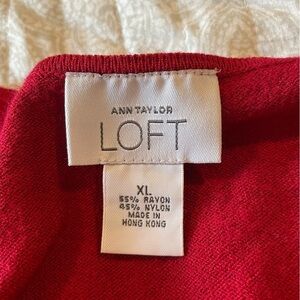 ANN TAYLOR
LOFT
XL
55% RAYON
45% NYLON
MADE IN
HONG KONG